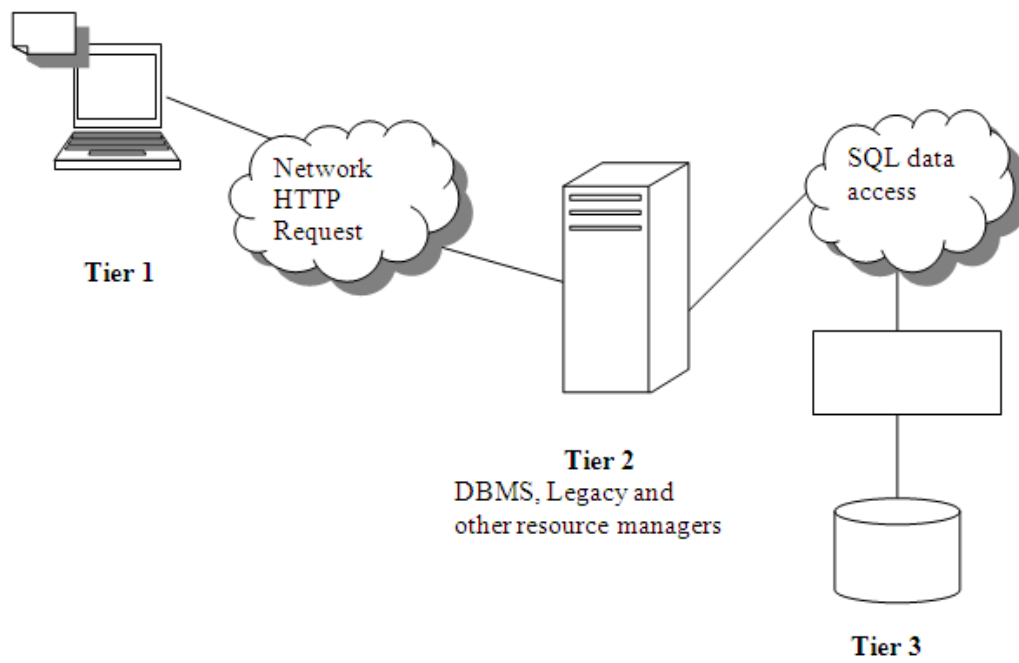 Network
HTTP
Request
SQL data
access
Tier 1
Tier 2
DBMS, Legacy and
other resource managers
Tier 3